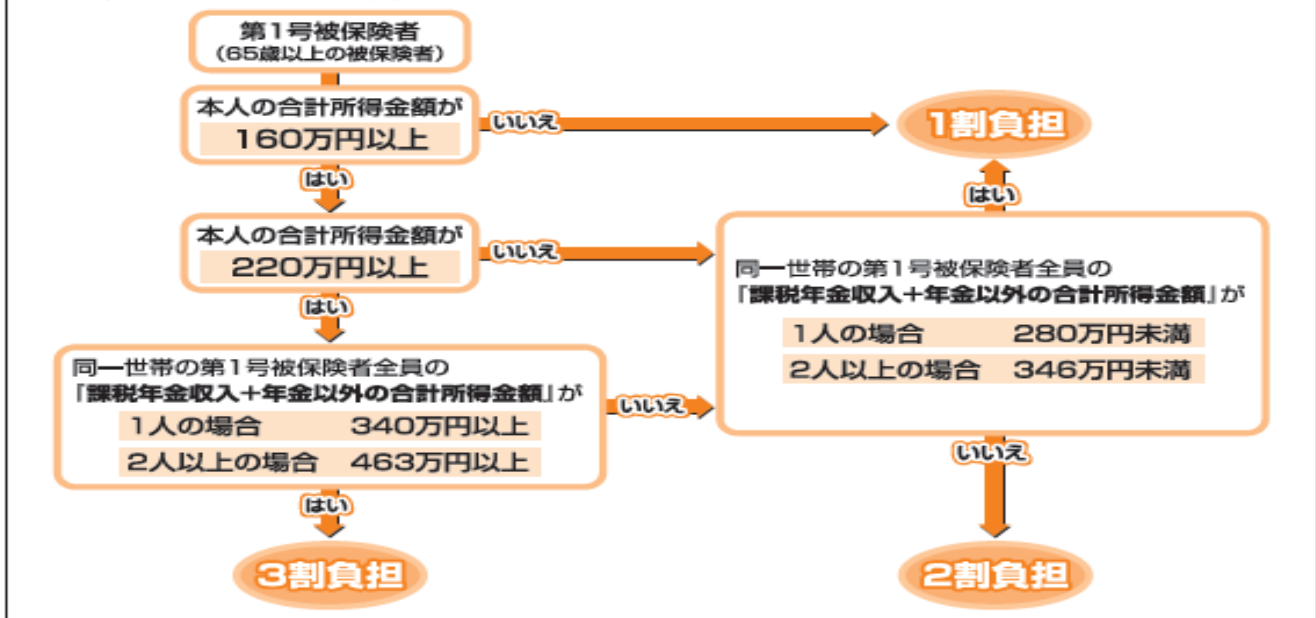 第1号被保険者
(65歳以上の被保険者)
本人の合計所得金額が
160万円以上
いいえ
1割負担
はい
本人の合計所得金額が
220万円以上
いいえ
はい
同一世帯の第1号被保険者全員の
「課税年金収入+年金以外の合計所得金額」が
1人の場合 280万円未満
2人以上の場合 346万円未満
はい
同一世帯の第1号被保険者全員の
「課税年金収入+年金以外の合計所得金額」が
1人の場合 340万円以上
2人以上の場合 463万円以上
いいえ
いいえ
はい
3割負担
2割負担